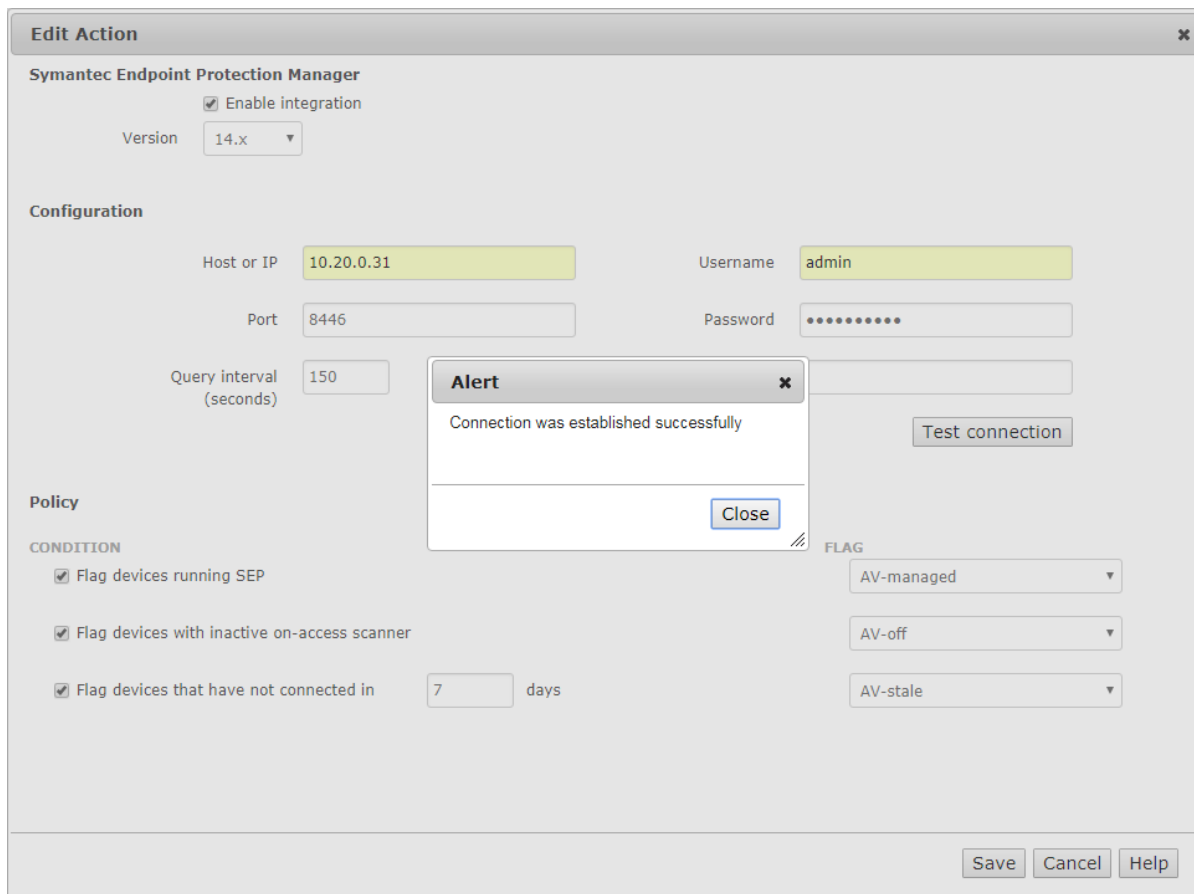 Edit Action
Symantec Endpoint Protection Manager
Enable integration
Version 14.x
Configuration
Host or IP 10.20.0.31 Username admin
Port 8446 Password ••••••••••
Query interval (seconds) 150
Alert
Connection was established successfully
Close
Test connection
Policy
CONDITION FLAG
Flag devices running SEP AV-managed
Flag devices with inactive on-access scanner AV-off
Flag devices that have not connected in 7 days AV-stale
Save Cancel Help